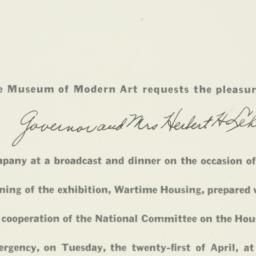 e Museum of Modern Art requests the pleasur
Governor and Mrs Herbert H Leh
pany at a broadcast and dinner on the occasion of
ning of the exhibition, Wartime Housing, prepared w
cooperation of the National Committee on the Hous
ergency, on Tuesday, the twenty-first of April, at